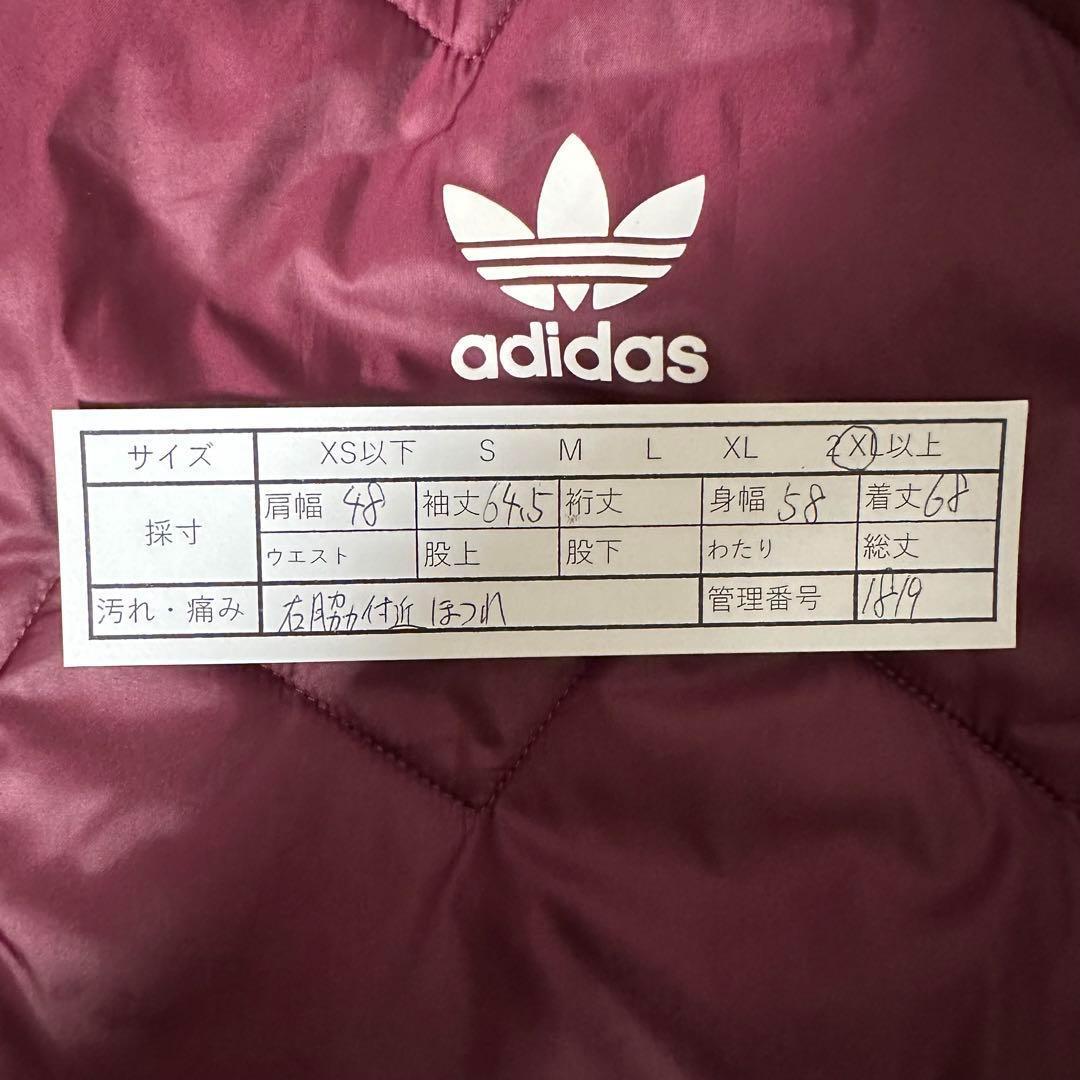 adidas
サイズ XS以下 S M L XL 2XL以上
採寸 肩幅 48 袖丈 64.5 裄丈 身幅 58 着丈 68
ウエスト 股上 股下 わたり 総丈
汚れ・痛み 右脇付近 ほつれ 管理番号 1819